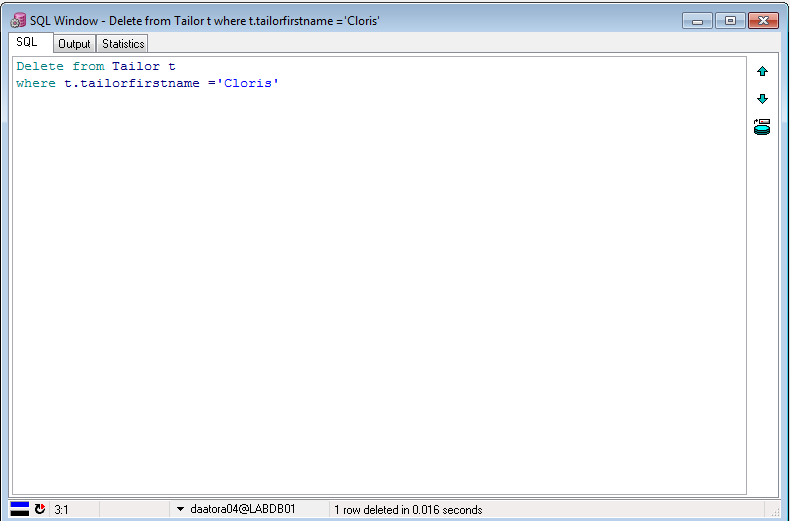 SQL Window - Delete from Tailor t where t.tailorfirstname ='Cloris'
SQL Output Statistics
Delete from Tailor t
where t.tailorfirstname ='Cloris'
3:1 daatora04@LABDB01 1 row deleted in 0.016 seconds